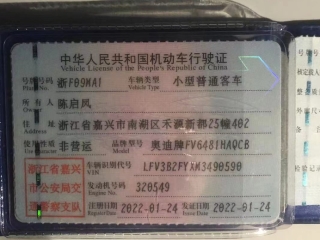 中华人民共和国机动车行驶证
Vehicle License of the People's Republic of China
号牌号码 浙F09MA1 车辆类型 小型普通客车
Plate No. Vehicle Type
所有人 陈启凤
住址 浙江省嘉兴市南湖区禾源新都25幢402
使用性质 非营运 品牌型号 奥迪牌FV6481HAQCB
浙江省嘉兴
市公安局交
通警察支队
车辆识别代号 LFV3B2FYXM3490590
VIN
发动机号码 320549
Engine No.
注册日期 2022-01-24 发证日期 2022-01-24